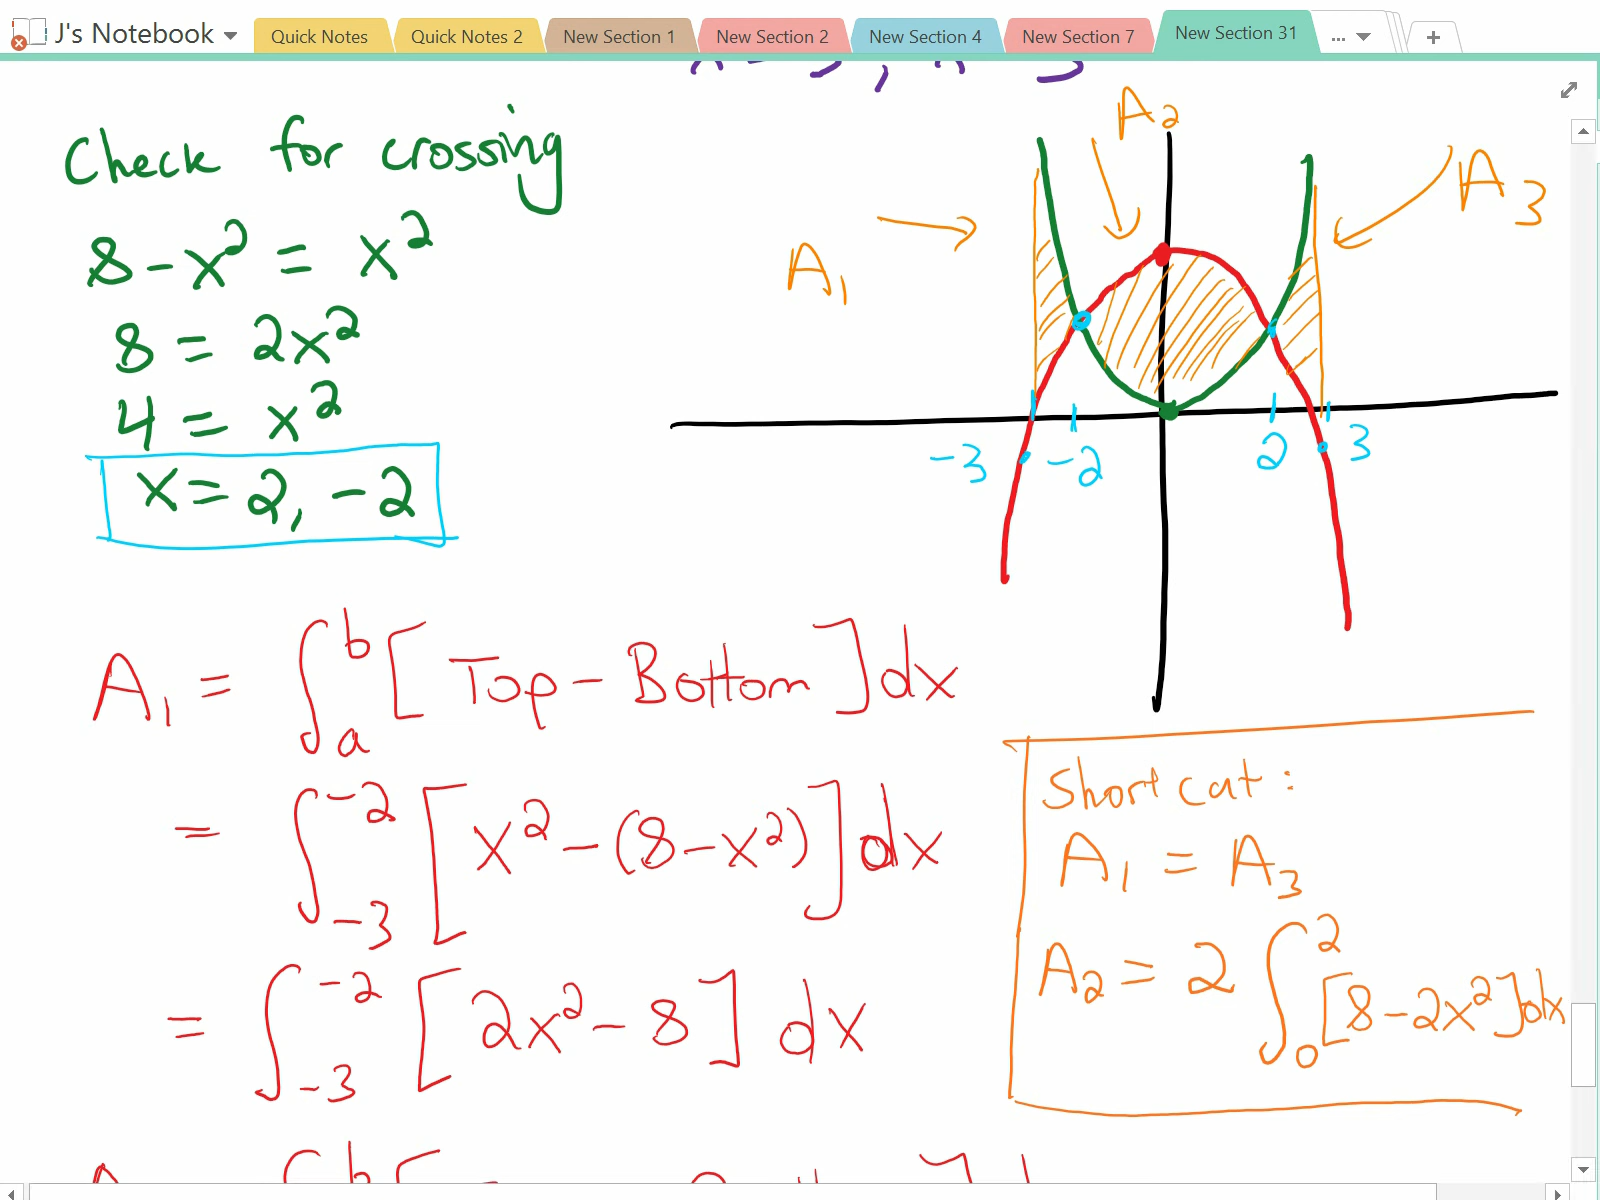 J's Notebook
Quick Notes
Quick Notes 2
New Section 1
New Section 2
New Section 4
New Section 7
New Section 31
...
+
Check for crossing
8 - x² = x²
8 = 2x²
4 = x²
x = 2, -2
A₁
A₂
A₃
-3 -2 2 3
A₁ = ∫ₐᵇ [Top - Bottom] dx
= ∫₋₃⁻² [x² - (8 - x²)] dx
= ∫₋₃⁻² [2x² - 8] dx
Short cat:
A₁ = A₃
A₂ = 2 ∫₀² [8 - 2x²] dx